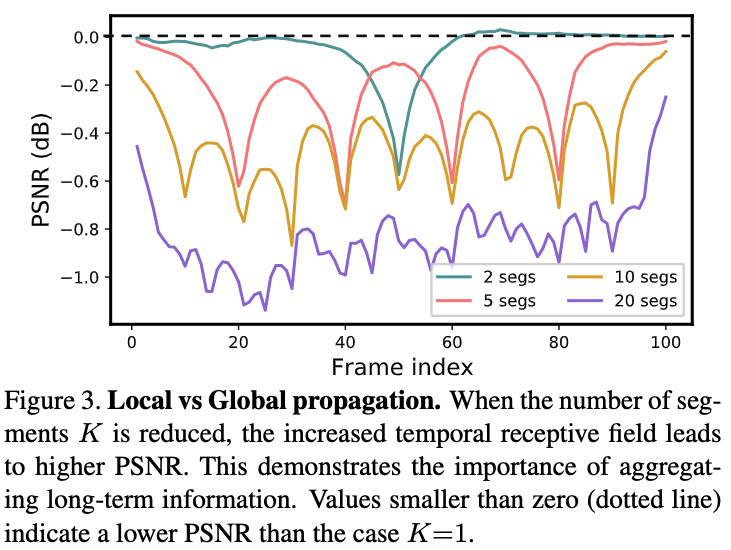 0.0
−0.2
−0.4
−0.6
−0.8
−1.0
PSNR (dB)
2 segs
5 segs
10 segs
20 segs
0 20 40 60 80 100
Frame index
Figure 3. Local vs Global propagation. When the number of seg-
ments K is reduced, the increased temporal receptive field leads
to higher PSNR. This demonstrates the importance of aggregat-
ing long-term information. Values smaller than zero (dotted line)
indicate a lower PSNR than the case K=1.